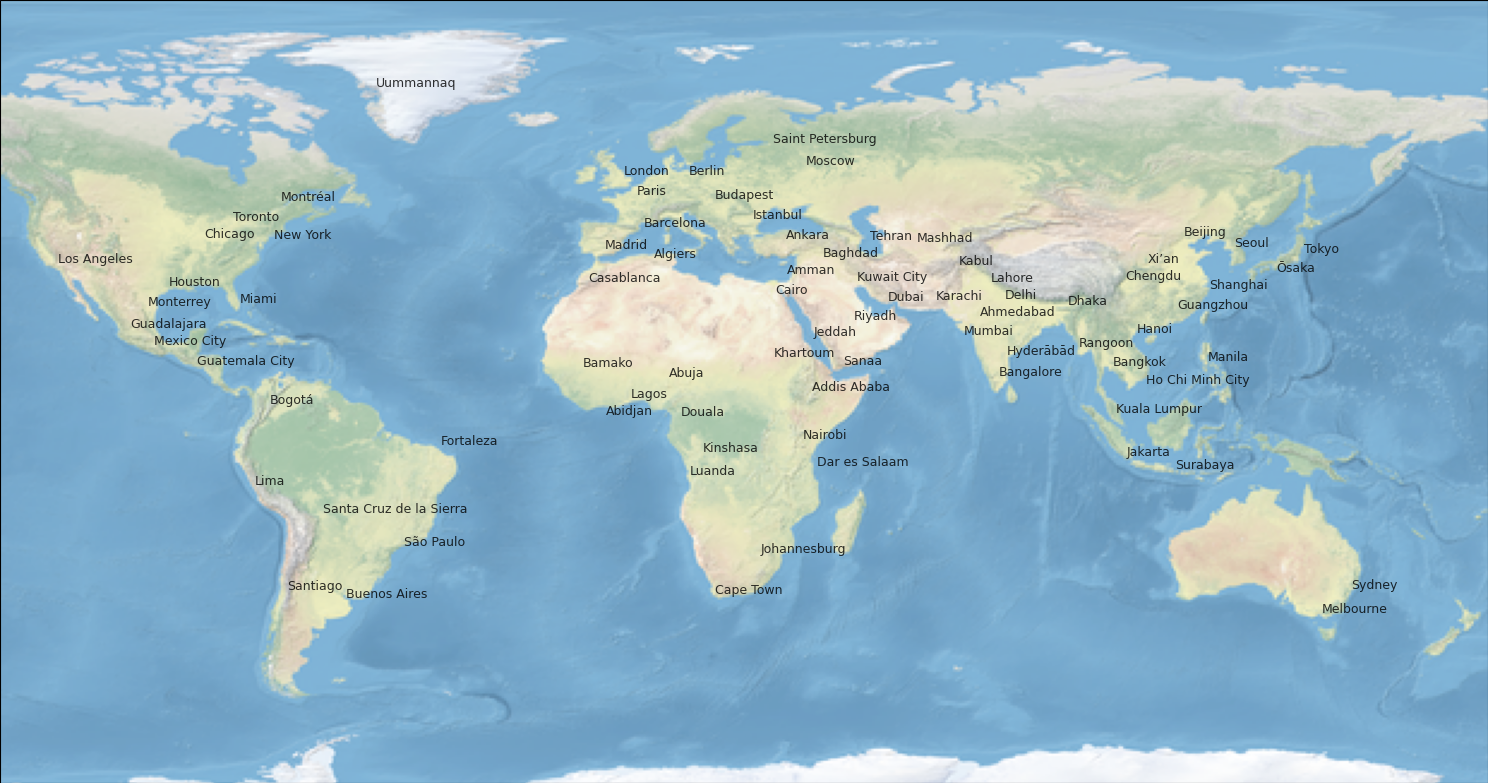 Uummannaq
Saint Petersburg
Moscow
London
Berlin
Paris
Budapest
Montréal
Toronto
Istanbul
Barcelona
Chicago
New York
Ankara
Tehran
Mashhad
Beijing
Seoul
Madrid
Algiers
Baghdad
Tokyo
Los Angeles
Kabul
Xi’an
Ōsaka
Amman
Casablanca
Kuwait City
Lahore
Chengdu
Houston
Shanghai
Cairo
Dubai
Karachi
Delhi
Miami
Monterrey
Dhaka
Guangzhou
Ahmedabad
Riyadh
Guadalajara
Jeddah
Mumbai
Hanoi
Mexico City
Rangoon
Khartoum
Hyderābād
Manila
Guatemala City
Bamako
Sanaa
Bangkok
Abuja
Bangalore
Ho Chi Minh City
Addis Ababa
Lagos
Bogotá
Abidjan
Douala
Kuala Lumpur
Nairobi
Fortaleza
Kinshasa
Jakarta
Dar es Salaam
Surabaya
Luanda
Lima
Santa Cruz de la Sierra
São Paulo
Johannesburg
Santiago
Sydney
Cape Town
Buenos Aires
Melbourne